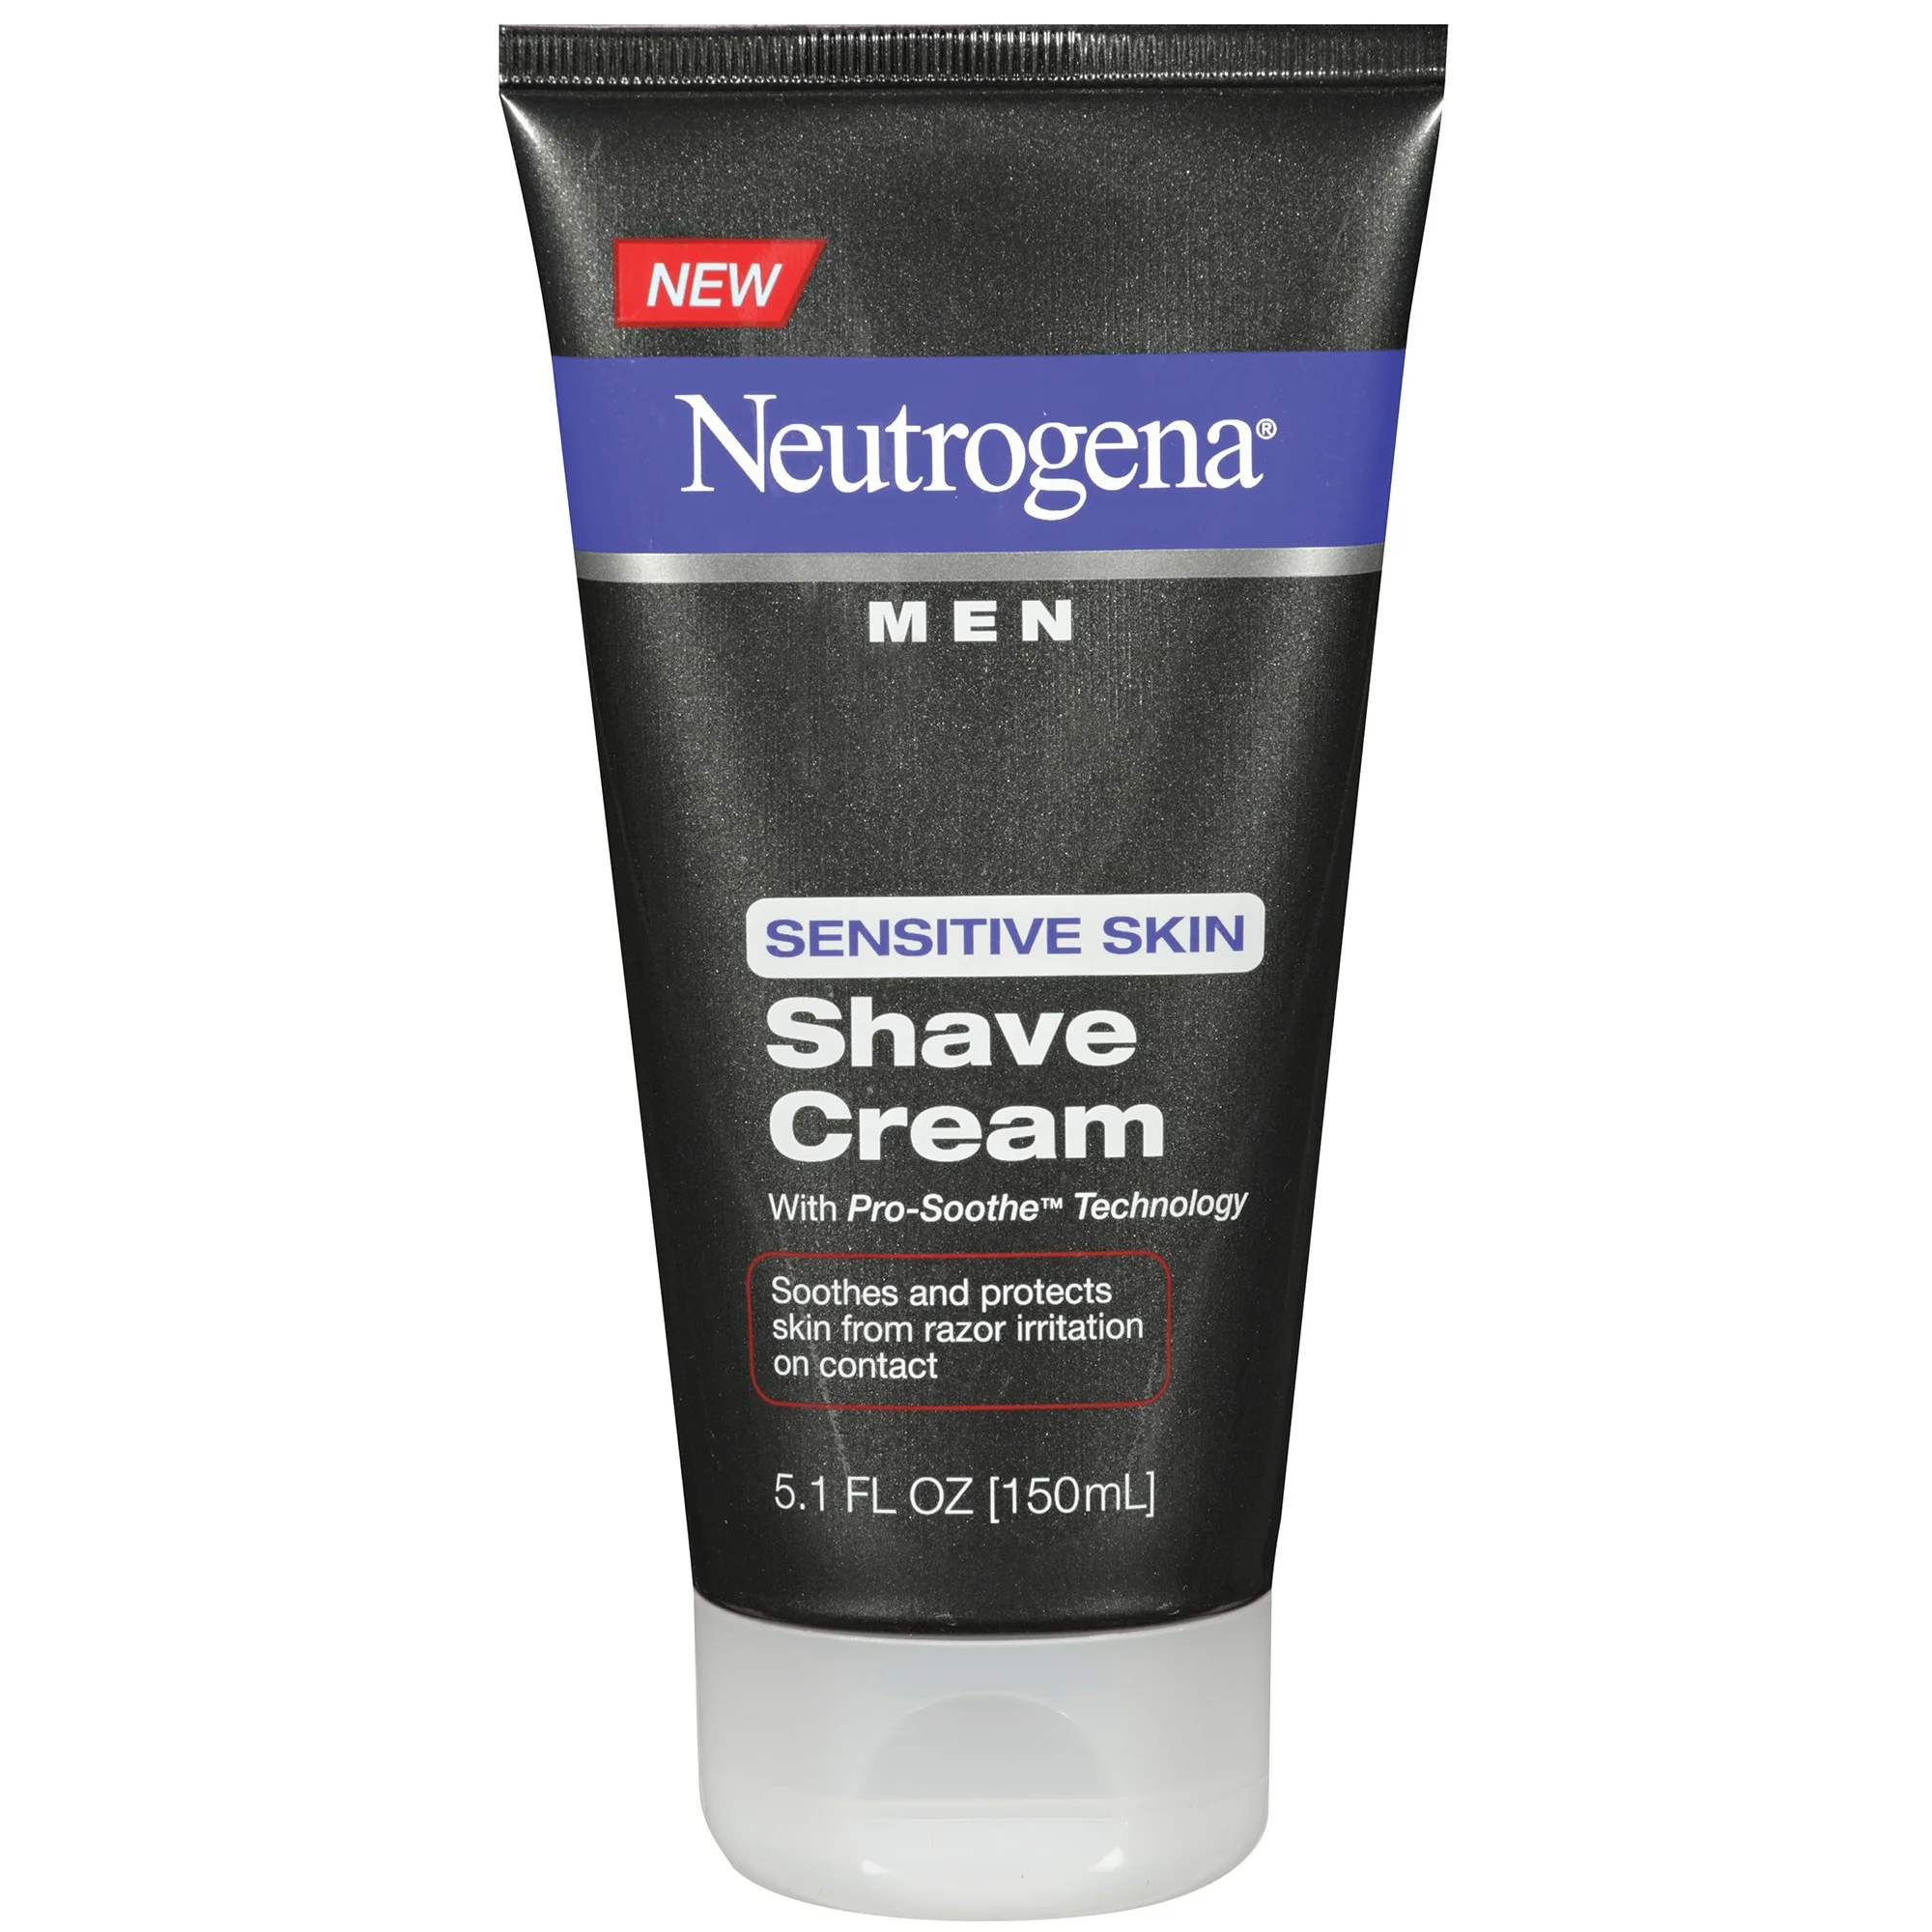 NEW
Neutrogena®
MEN
SENSITIVE SKIN
Shave
Cream
With Pro-Soothe™ Technology
Soothes and protects
skin from razor irritation
on contact
5.1 FL OZ [150mL]